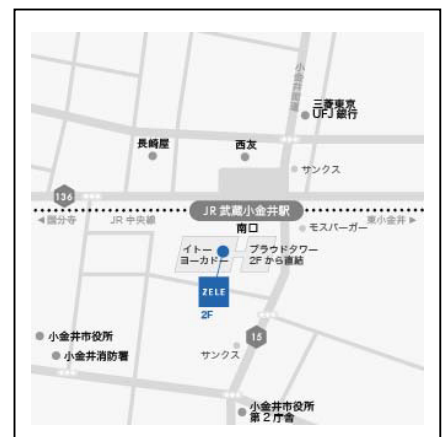 小金井街道
三菱東京
UFJ 銀行
長崎屋
西友
サンクス
136
JR 武蔵小金井駅
◀国分寺
JR 中央線
東小金井▶
南口
モスバーガー
イトー
ヨーカドー
プラウドタワー
2F から直結
ZELE
2F
15
小金井市役所
小金井消防署
サンクス
小金井市役所
第2庁舎